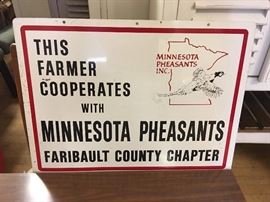 THIS
FARMER
COOPERATES
WITH
MINNESOTA
PHEASANTS
INC.
MINNESOTA PHEASANTS
FARIBAULT COUNTY CHAPTER